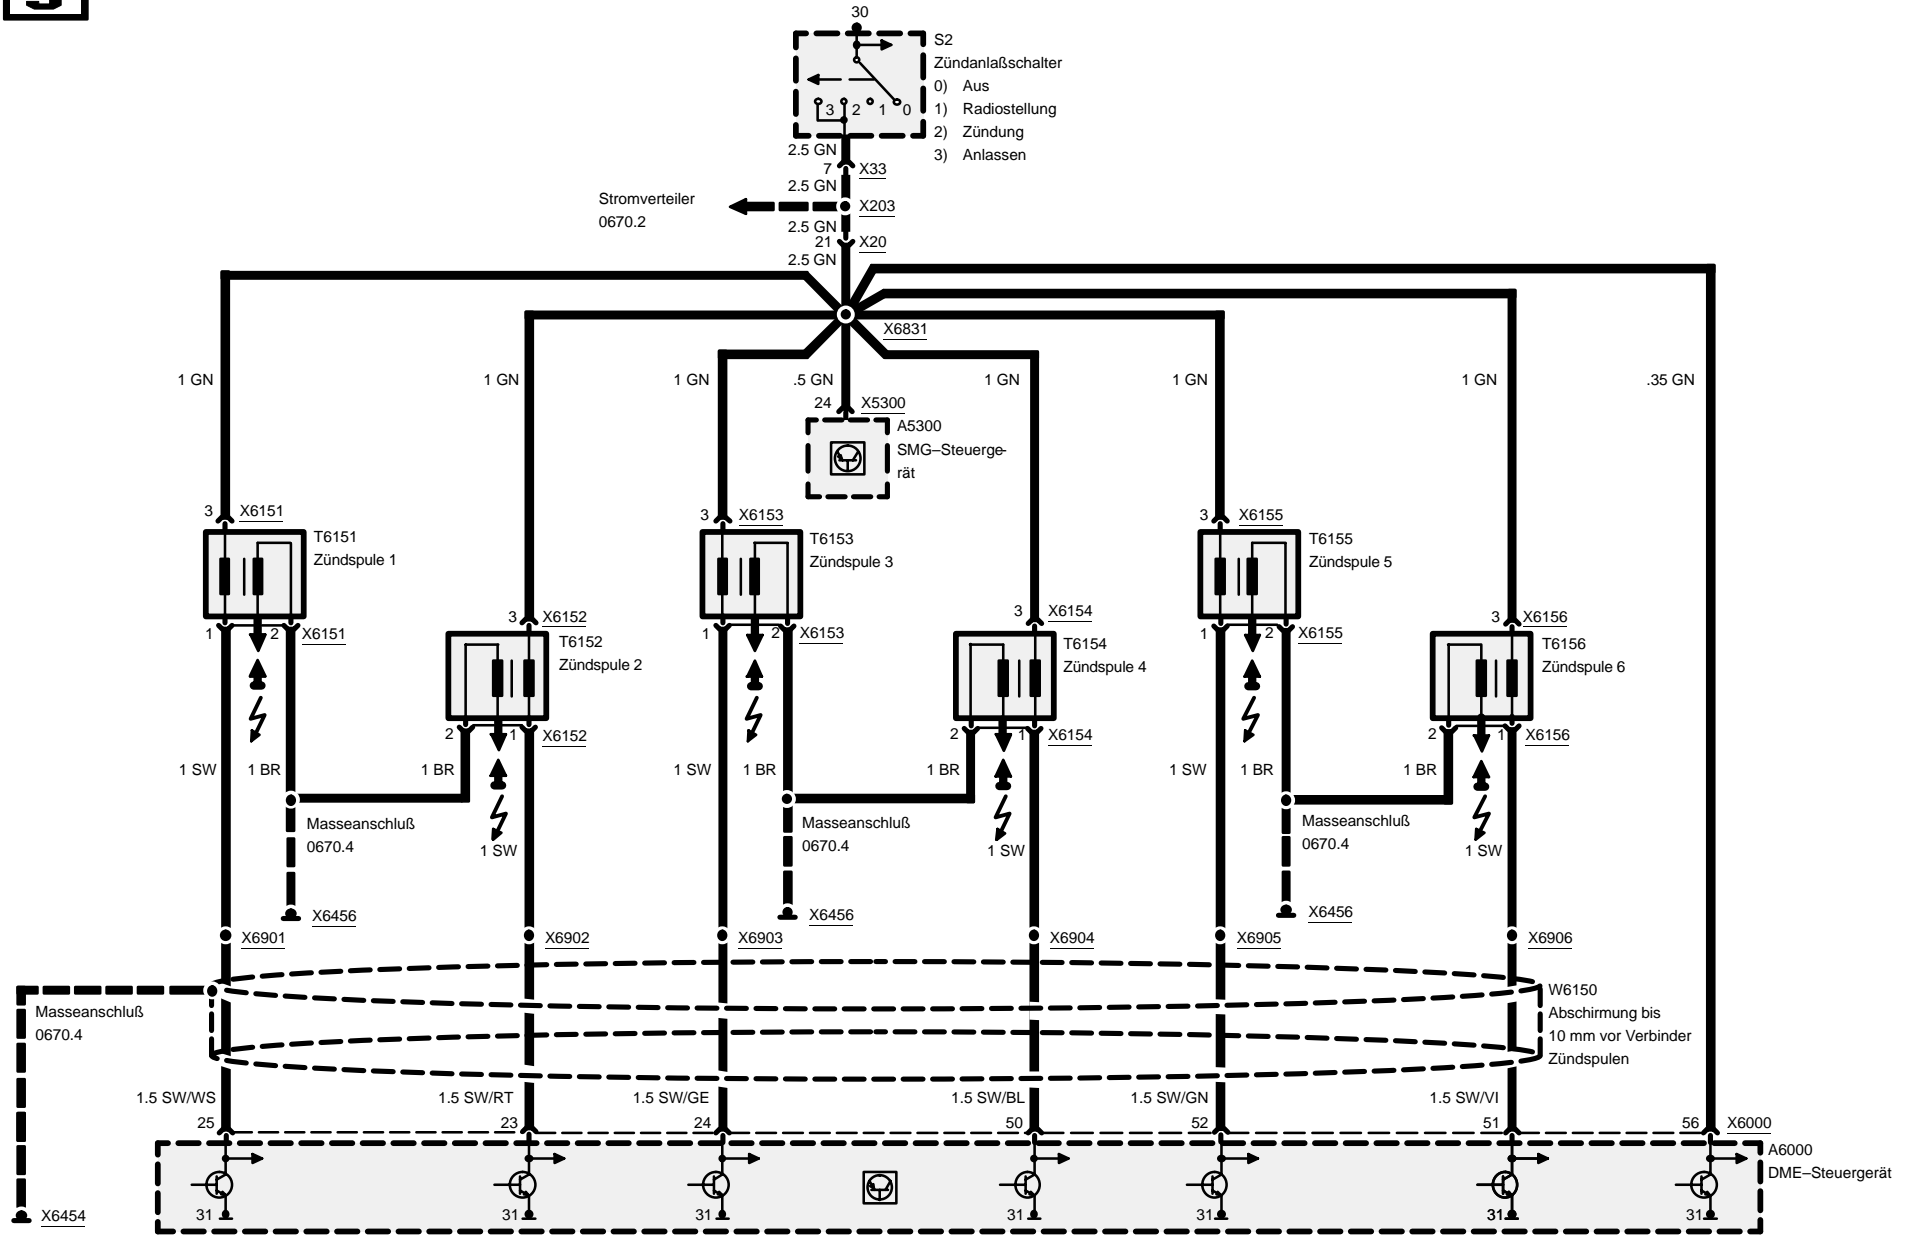 30
S2
Zündanlaßschalter
0) Aus
1) Radiostellung
2) Zündung
3) Anlassen
3 2 1 0
2.5 GN
7 X33
2.5 GN
Stromverteiler
0670.2
X203
2.5 GN
21 X20
2.5 GN
X6831
1 GN 1 GN 1 GN .5 GN 1 GN 1 GN 1 GN .35 GN
24 X5300
A5300
SMG–Steuerge-
rät
3 X6151 3 X6153 3 X6155
T6151
Zündspule 1
T6153
Zündspule 3
T6155
Zündspule 5
3 X6152 3 X6154 3 X6156
1 2 X6151 1 2 X6153 1 2 X6155
T6152
Zündspule 2
T6154
Zündspule 4
T6156
Zündspule 6
2 1 X6152 2 1 X6154 2 1 X6156
1 SW 1 BR 1 BR 1 SW 1 BR 1 BR 1 SW 1 BR 1 BR
Masseanschluß
0670.4
Masseanschluß
0670.4
Masseanschluß
0670.4
1 SW 1 SW 1 SW
X6456 X6456 X6456
X6901 X6902 X6903 X6904 X6905 X6906
Masseanschluß
0670.4
W6150
Abschirmung bis
10 mm vor Verbinder
Zündspulen
1.5 SW/WS 1.5 SW/RT 1.5 SW/GE 1.5 SW/BL 1.5 SW/GN 1.5 SW/VI
25 23 24 50 52 51 56 X6000
A6000
DME–Steuergerät
31 31 31 31 31 31 31
X6454